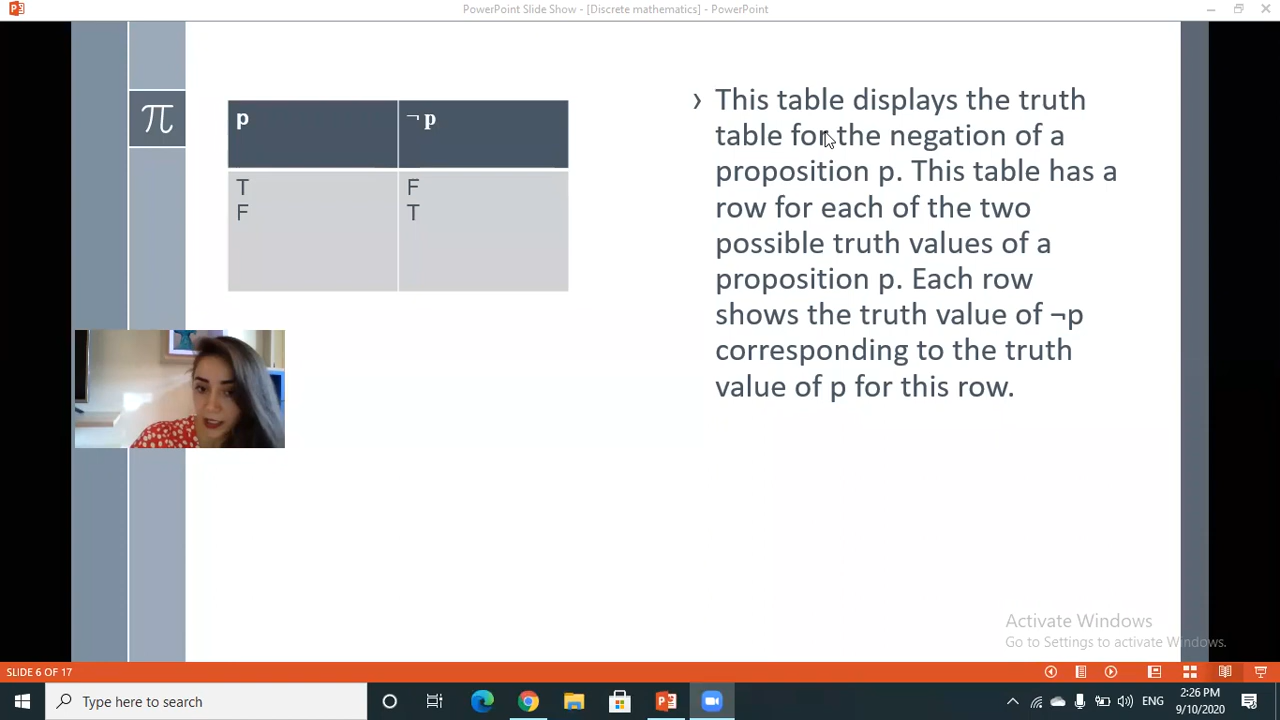 PowerPoint Slide Show - [Discrete mathematics] - PowerPoint
π
p
¬ p
T
F
F
T
› This table displays the truth
table for the negation of a
proposition p. This table has a
row for each of the two
possible truth values of a
proposition p. Each row
shows the truth value of ¬p
corresponding to the truth
value of p for this row.
Activate Windows
Go to Settings to activate Windows.
SLIDE 6 OF 17
Type here to search
ENG
2:26 PM
9/10/2020